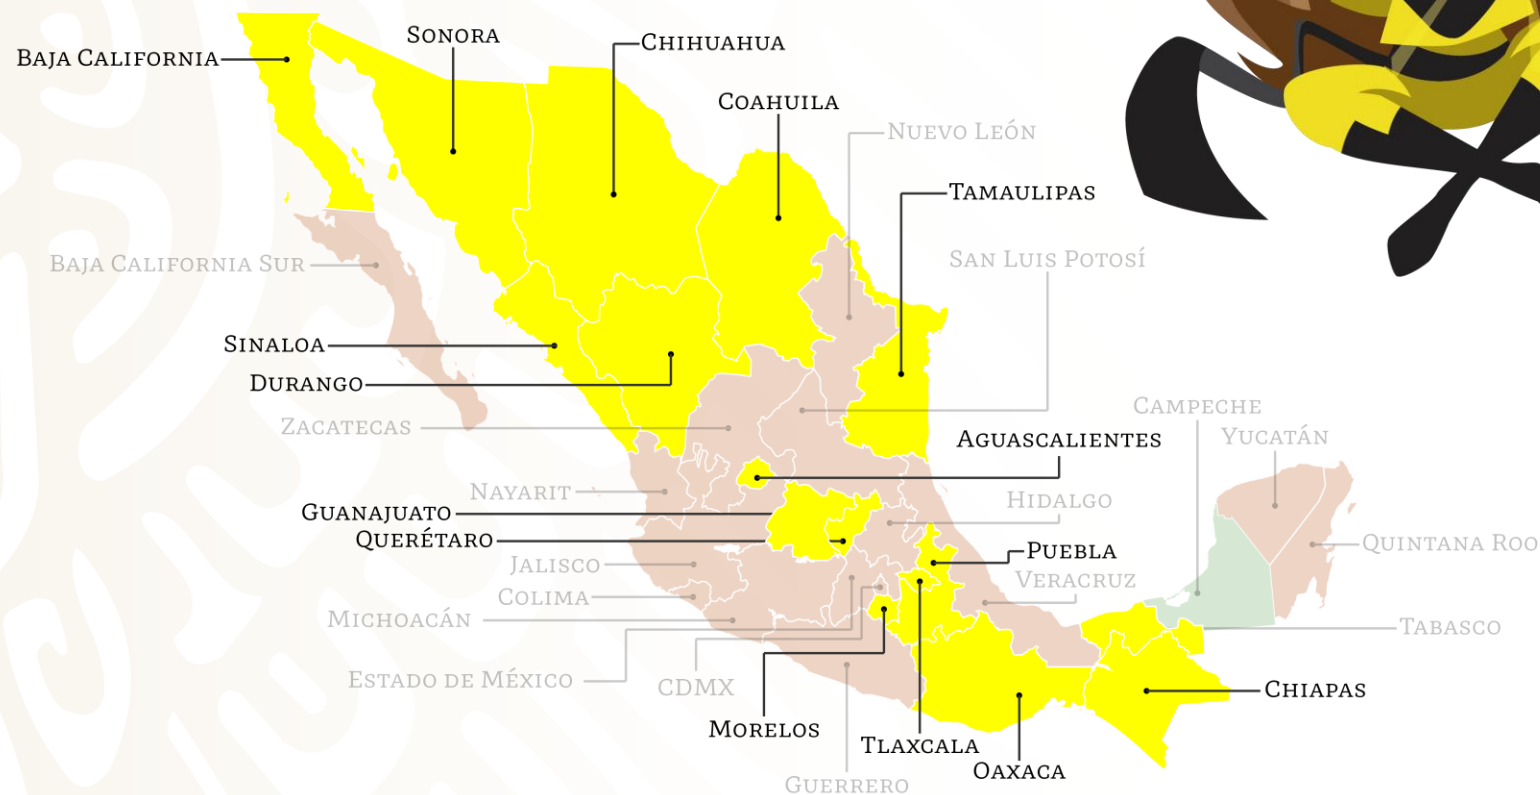 Sonora
Chihuahua
Baja California
Coahuila
Nuevo León
Tamaulipas
San Luis Potosí
Baja California Sur
Sinaloa
Durango
Campeche
Zacatecas
Yucatán
Aguascalientes
Nayarit
Hidalgo
Guanajuato
Querétaro
Quintana Roo
Puebla
Jalisco
Veracruz
Colima
Michoacán
Tabasco
Estado de México
CDMX
Chiapas
Morelos
Tlaxcala
Oaxaca
Guerrero